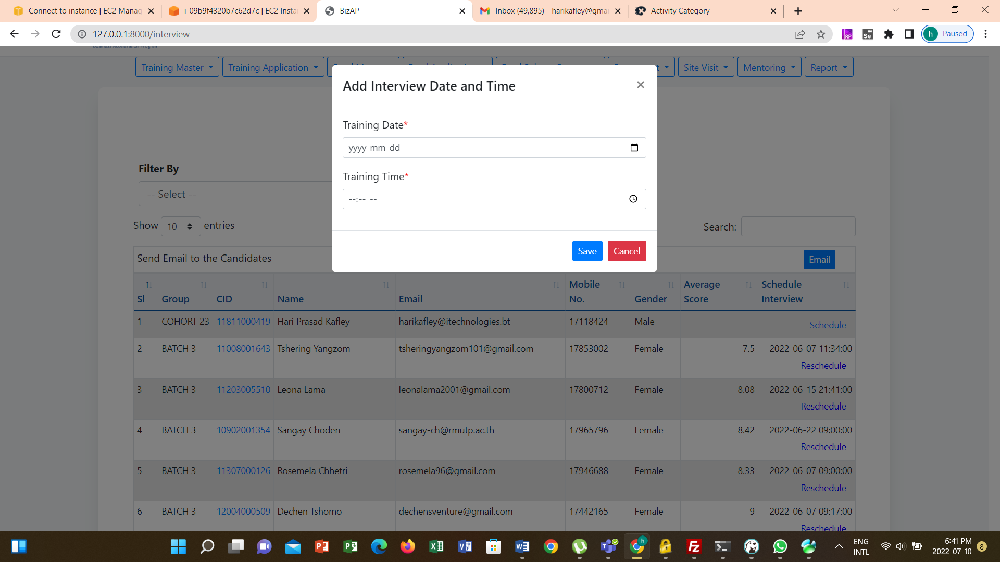 Connect to instance | EC2 Manag
i-09b9f4320b7c62d7c | EC2 Insta
BizAP
Inbox (49,895) - harikafley@gmai
Activity Category
127.0.0.1:8000/interview
RP
Se
h Paused
Business Acceleration Program
Training Master
Training Application
Site Visit
Mentoring
Report
Add Interview Date and Time
×
Training Date*
yyyy-mm-dd
Training Time*
--:-- --
Save Cancel
Filter By
-- Select --
Show 10 entries
Search:
Send Email to the Candidates
Email
Sl Group CID Name Email Mobile No. Gender Average Score Schedule Interview
1 COHORT 23 11811000419 Hari Prasad Kafley harikafley@itechnologies.bt 17118424 Male Schedule
2 BATCH 3 11008001643 Tshering Yangzom tsheringyangzom101@gmail.com 17853002 Female 7.5 2022-06-07 11:34:00
Reschedule
3 BATCH 3 11203005510 Leona Lama leonalama2001@gmail.com 17800712 Female 8.08 2022-06-15 21:41:00
Reschedule
4 BATCH 3 10902001354 Sangay Choden sangay-ch@rmutp.ac.th 17965796 Female 8.42 2022-06-22 09:00:00
Reschedule
5 BATCH 3 11307000126 Rosemela Chhetri rosemela96@gmail.com 17946688 Female 8.33 2022-06-07 09:00:00
Reschedule
6 BATCH 3 12004000509 Dechen Tshomo dechensventure@gmail.com 17442165 Female 9 2022-06-07 09:17:00
Reschedule
ENG
INTL
6:41 PM
2022-07-10
8